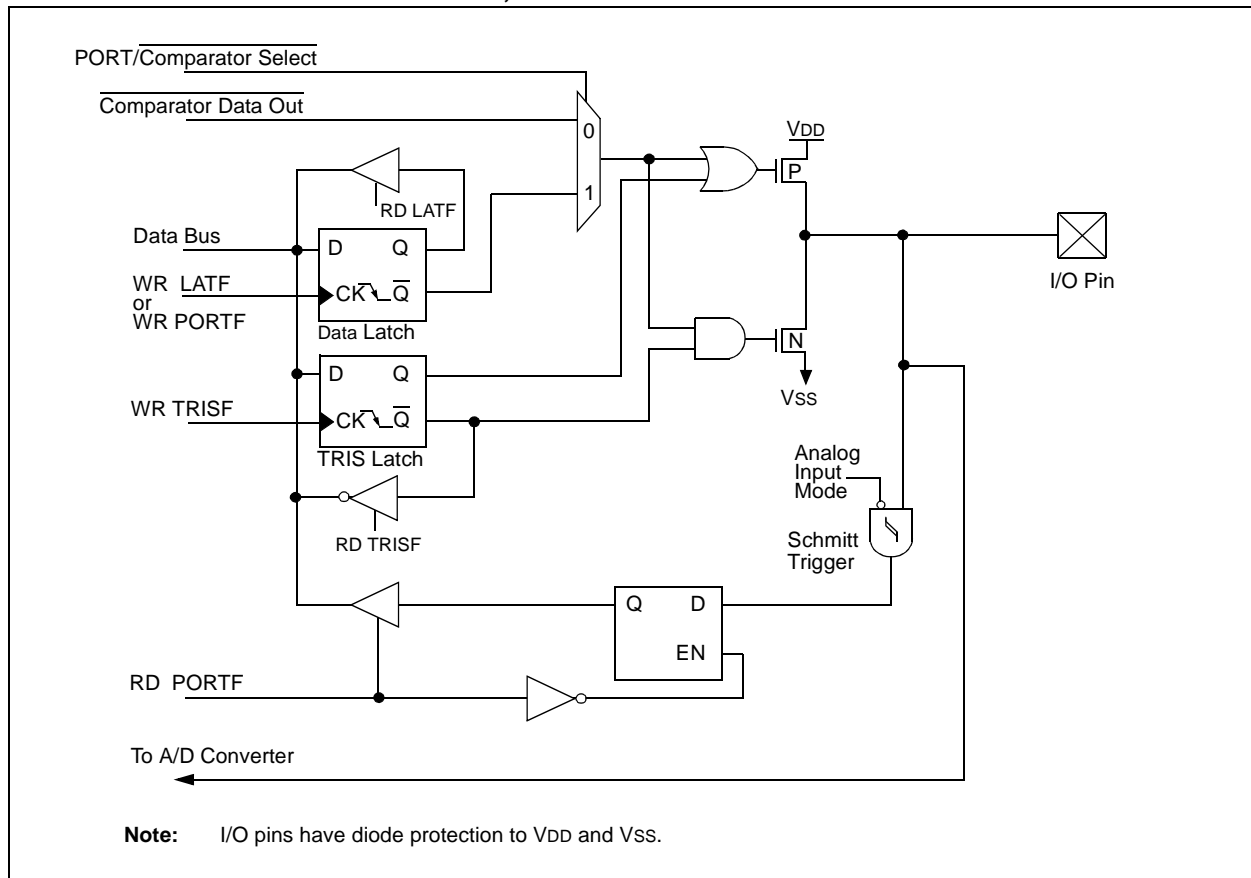 PORT/Comparator Select
Comparator Data Out
0
VDD
P
1
RD LATF
Data Bus
D Q
WR LATF
or
WR PORTF
CK Q
Data Latch
I/O Pin
N
VSS
D Q
WR TRISF
CK Q
TRIS Latch
Analog
Input
Mode
RD TRISF
Schmitt
Trigger
Q D
EN
RD PORTF
To A/D Converter
Note: I/O pins have diode protection to VDD and VSS.